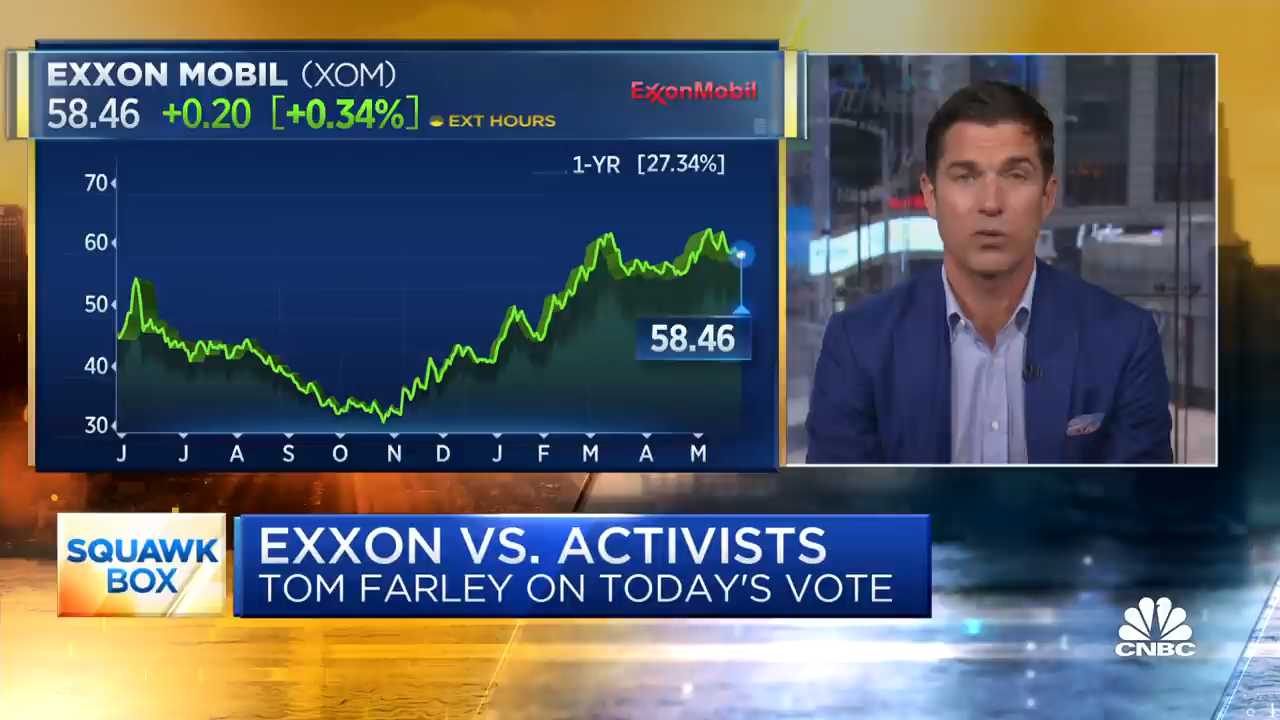 EXXON MOBIL (XOM)
58.46 +0.20 [+0.34%] EXT HOURS
ExxonMobil
1-YR [27.34%]
70
60
50
40
30
58.46
J J A S O N D J F M A M
SQUAWK
BOX
EXXON VS. ACTIVISTS
TOM FARLEY ON TODAY'S VOTE
CNBC